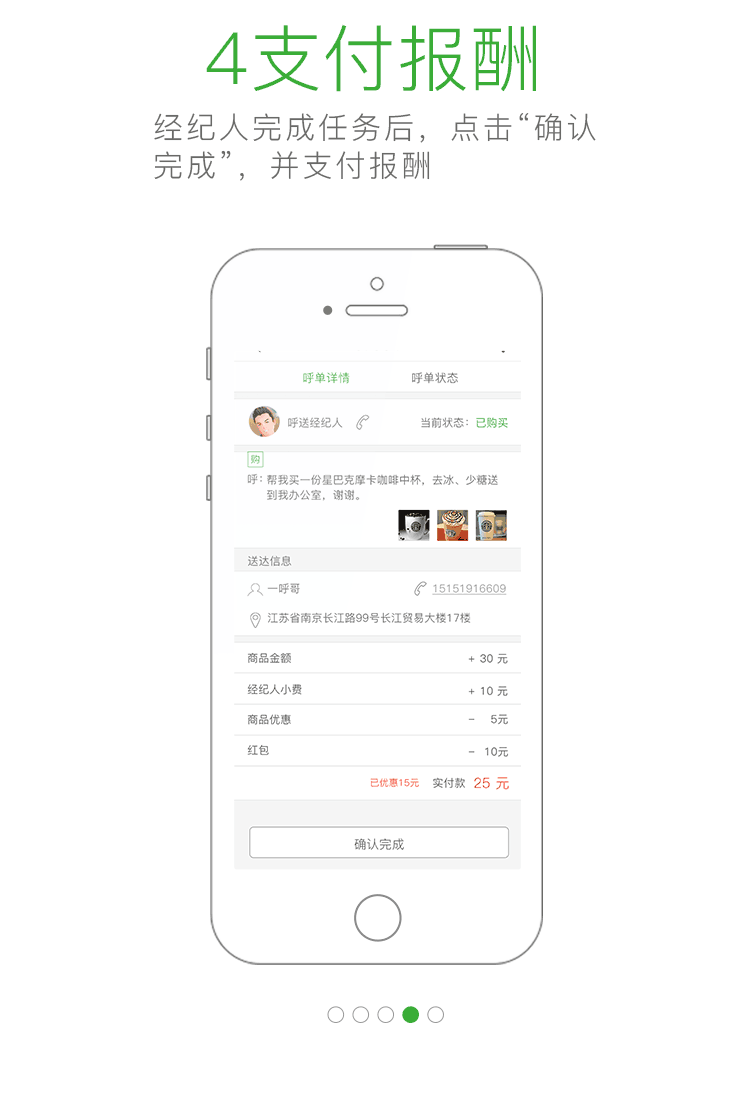 4支付报酬
经纪人完成任务后，点击“确认
完成”，并支付报酬
呼单详情 呼单状态
呼送经纪人 当前状态：已购买
购
呼：帮我买一份星巴克摩卡咖啡中杯，去冰、少糖送
到我办公室，谢谢。
送达信息
一呼哥 15151916609
江苏省南京长江路99号长江贸易大楼17楼
商品金额 + 30 元
经纪人小费 + 10 元
商品优惠 - 5元
红包 - 10元
已优惠15元 实付款 25 元
确认完成